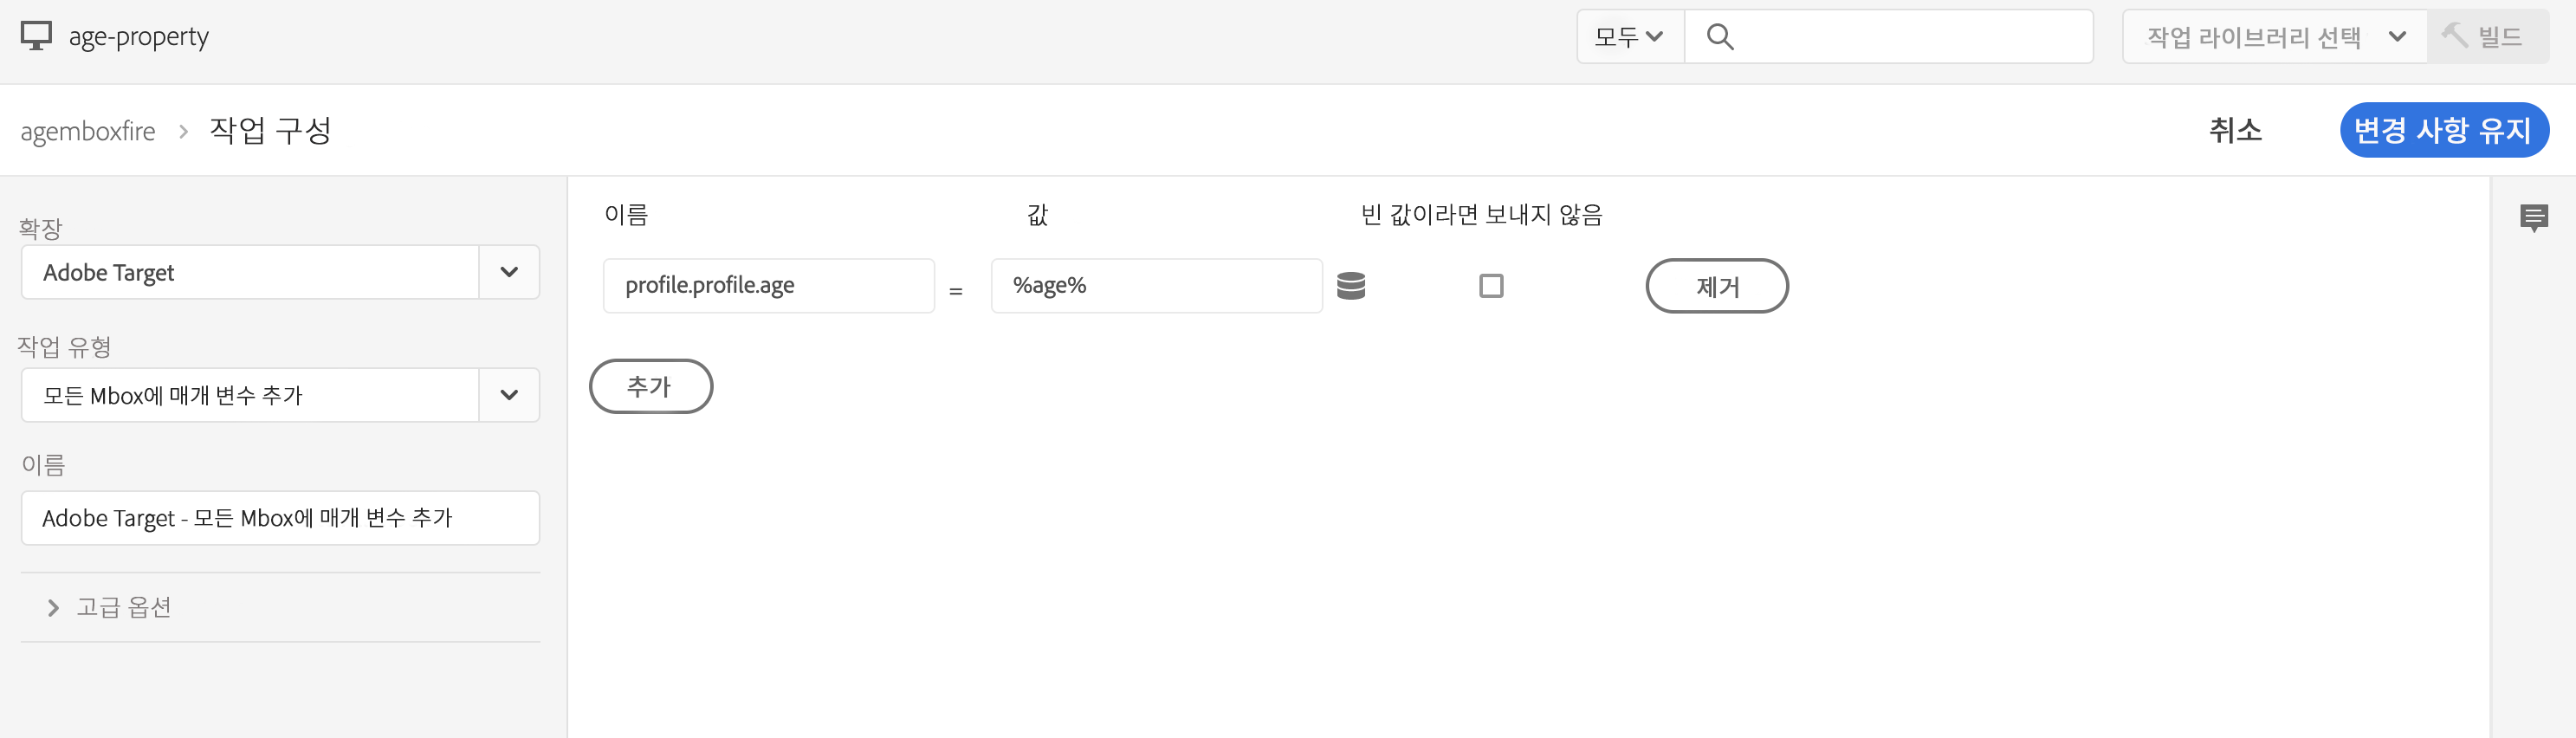 age-property
모두
작업 라이브러리 선택
빌드
agemboxfire
작업 구성
취소
변경 사항 유지
확장
Adobe Target
작업 유형
모든 Mbox에 매개 변수 추가
이름
Adobe Target - 모든 Mbox에 매개 변수 추가
고급 옵션
이름
값
빈 값이라면 보내지 않음
profile.profile.age
=
%age%
제거
추가